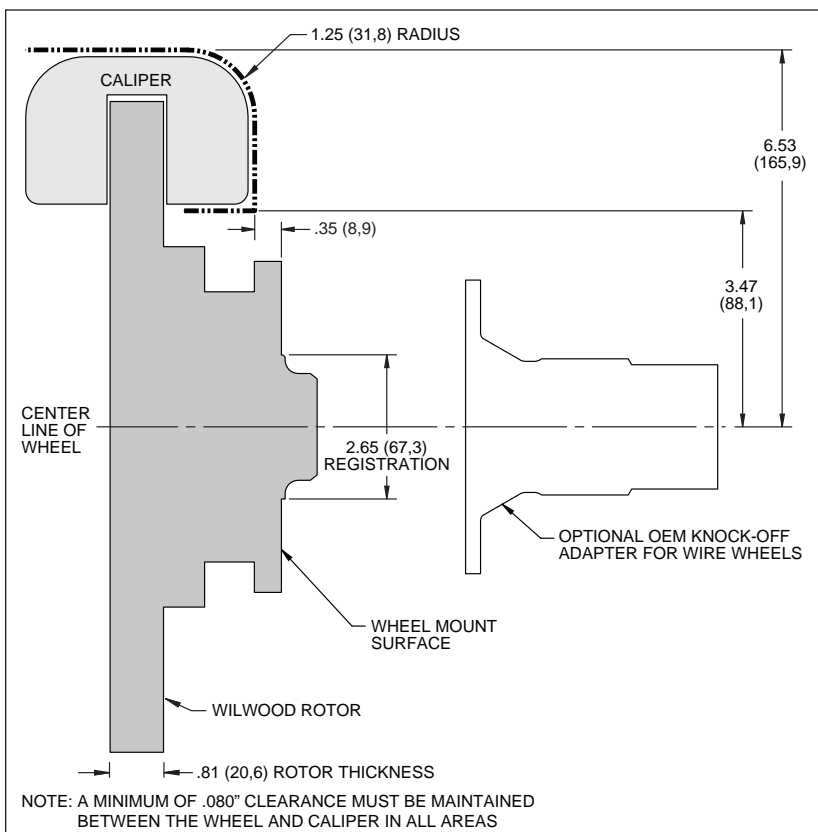 1.25 (31,8) RADIUS
CALIPER
6.53
(165,9)
.35 (8,9)
3.47
(88,1)
CENTER
LINE OF
WHEEL
2.65 (67,3)
REGISTRATION
OPTIONAL OEM KNOCK-OFF
ADAPTER FOR WIRE WHEELS
WHEEL MOUNT
SURFACE
WILWOOD ROTOR
.81 (20,6) ROTOR THICKNESS
NOTE: A MINIMUM OF .080" CLEARANCE MUST BE MAINTAINED
BETWEEN THE WHEEL AND CALIPER IN ALL AREAS